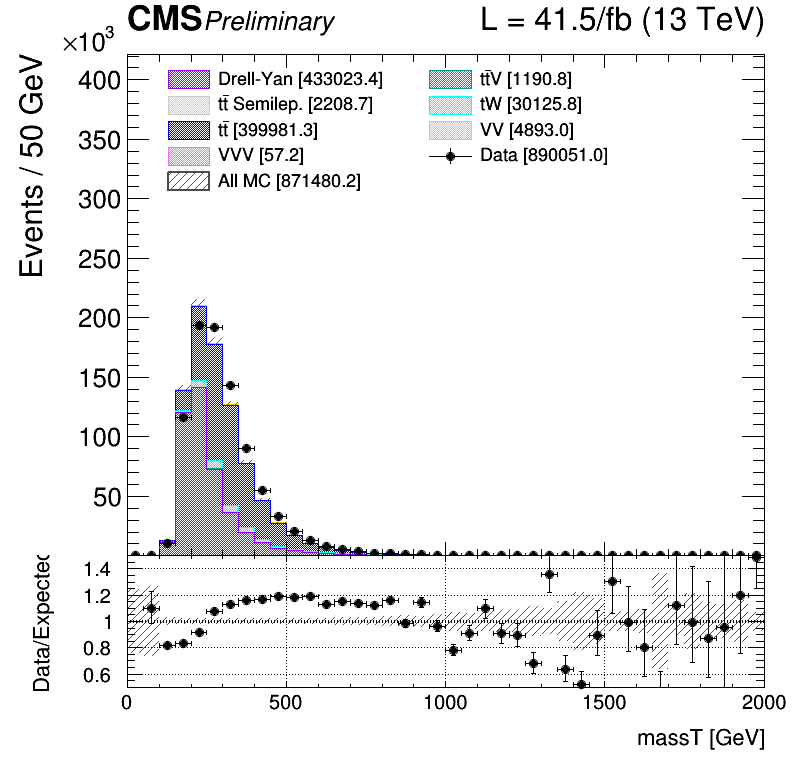 CMS Preliminary L = 41.5/fb (13 TeV)
×10³
Events / 50 GeV
400
350
300
250
200
150
100
50
Drell-Yan [433023.4]
tt̄ Semilep. [2208.7]
tt̄ [399981.3]
VVV [57.2]
All MC [871480.2]
tt̄V [1190.8]
tW [30125.8]
VV [4893.0]
Data [890051.0]
Data/Expected
1.4
1.2
1
0.8
0.6
0 500 1000 1500 2000
massT [GeV]